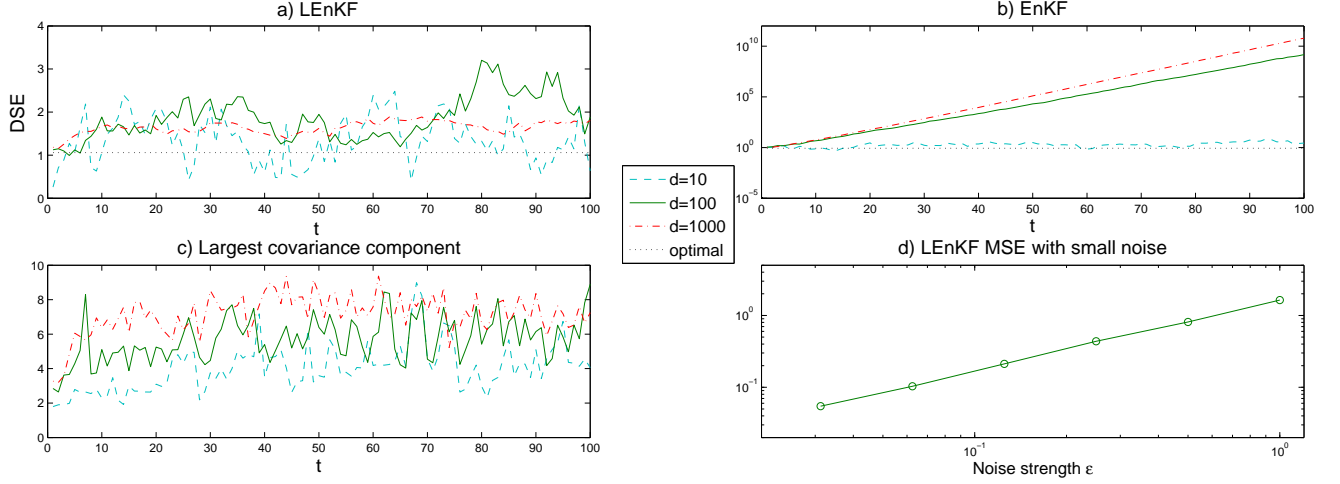 a) LEnKF
DSE
4
3
2
1
0
0 10 20 30 40 50 60 70 80 90 100
t
b) EnKF
10^10
10^5
10^0
10^-5
0 10 20 30 40 50 60 70 80 90 100
t
d=10
d=100
d=1000
optimal
c) Largest covariance component
10
8
6
4
2
0
0 10 20 30 40 50 60 70 80 90 100
t
d) LEnKF MSE with small noise
10^0
10^-1
10^-1 10^0
Noise strength ε